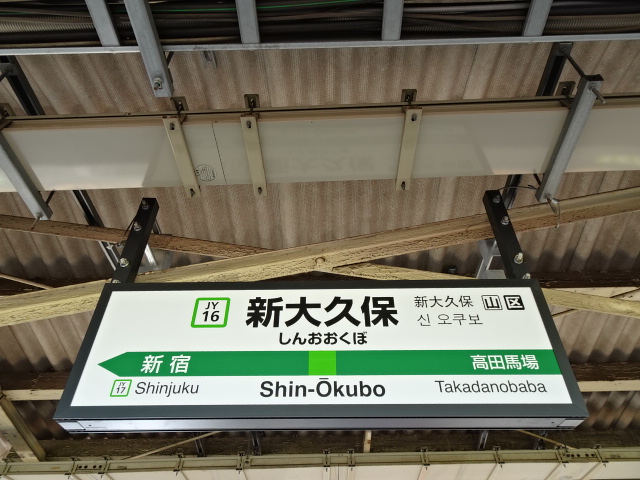 JY
16
新大久保
しんおおくぼ
新大久保 山 区
신 오쿠보
新宿
高田馬場
JY
17
Shinjuku
Shin-Ōkubo
Takadanobaba